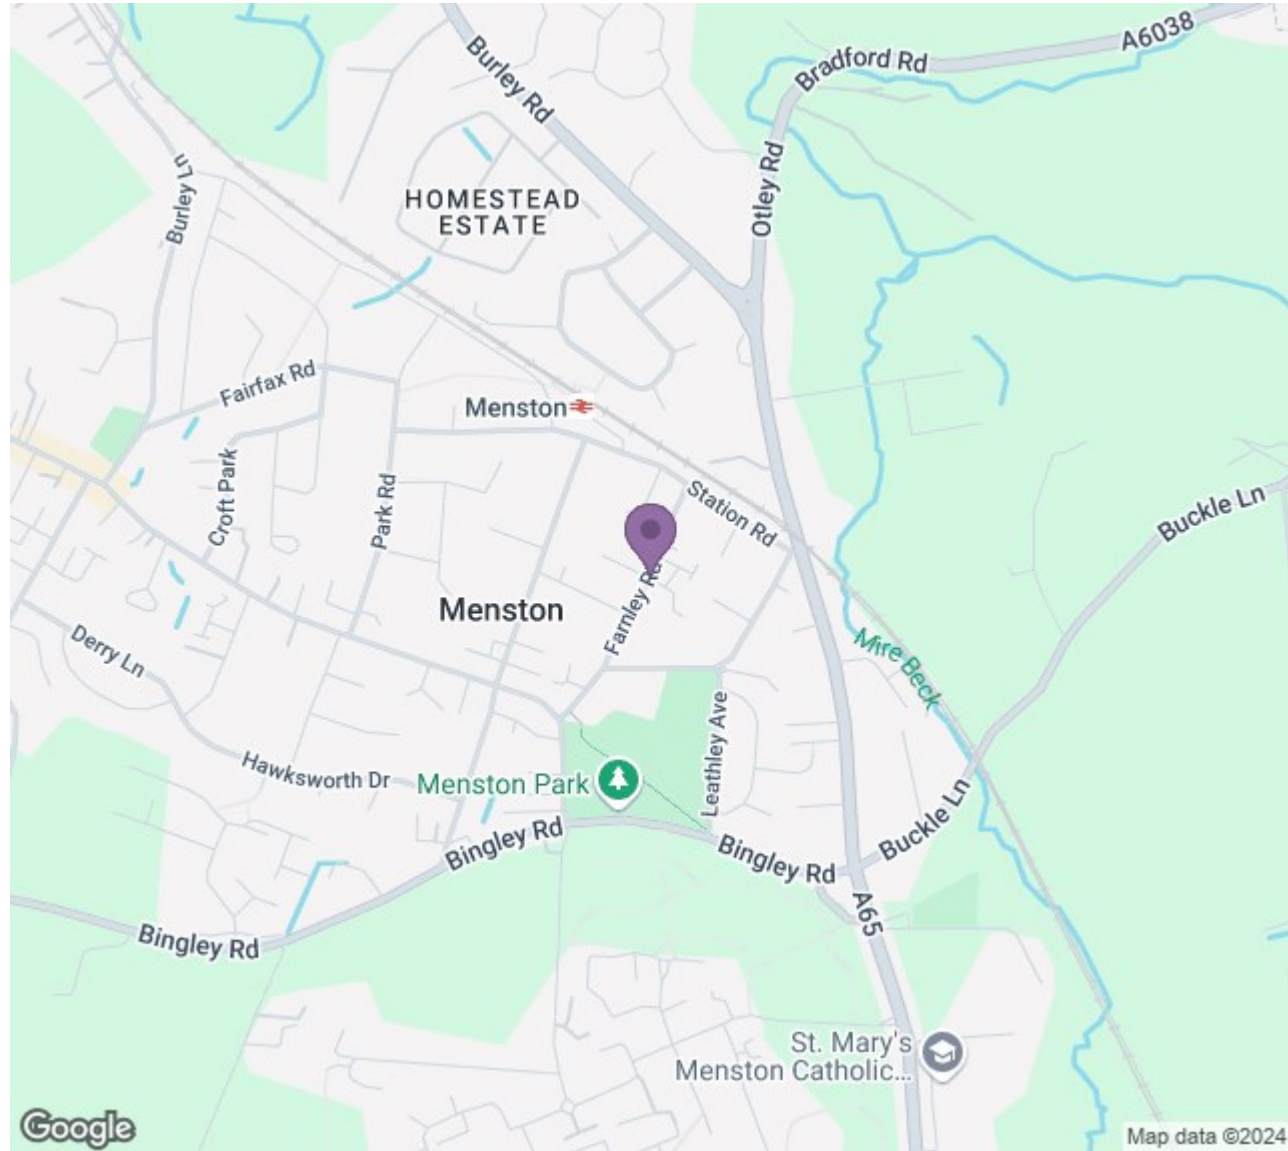 A6038
Bradford Rd
Burley Rd
Otley Rd
Burley Ln
HOMESTEAD
ESTATE
Fairfax Rd
Menston
Croft Park
Park Rd
Station Rd
Buckle Ln
Menston
Farnley Rd
Derry Ln
Mire Beck
Leathley Ave
Hawksworth Dr
Menston Park
Bingley Rd
Bingley Rd
Buckle Ln
Bingley Rd
A65
St. Mary's
Menston Catholic...
Google
Map data ©2024